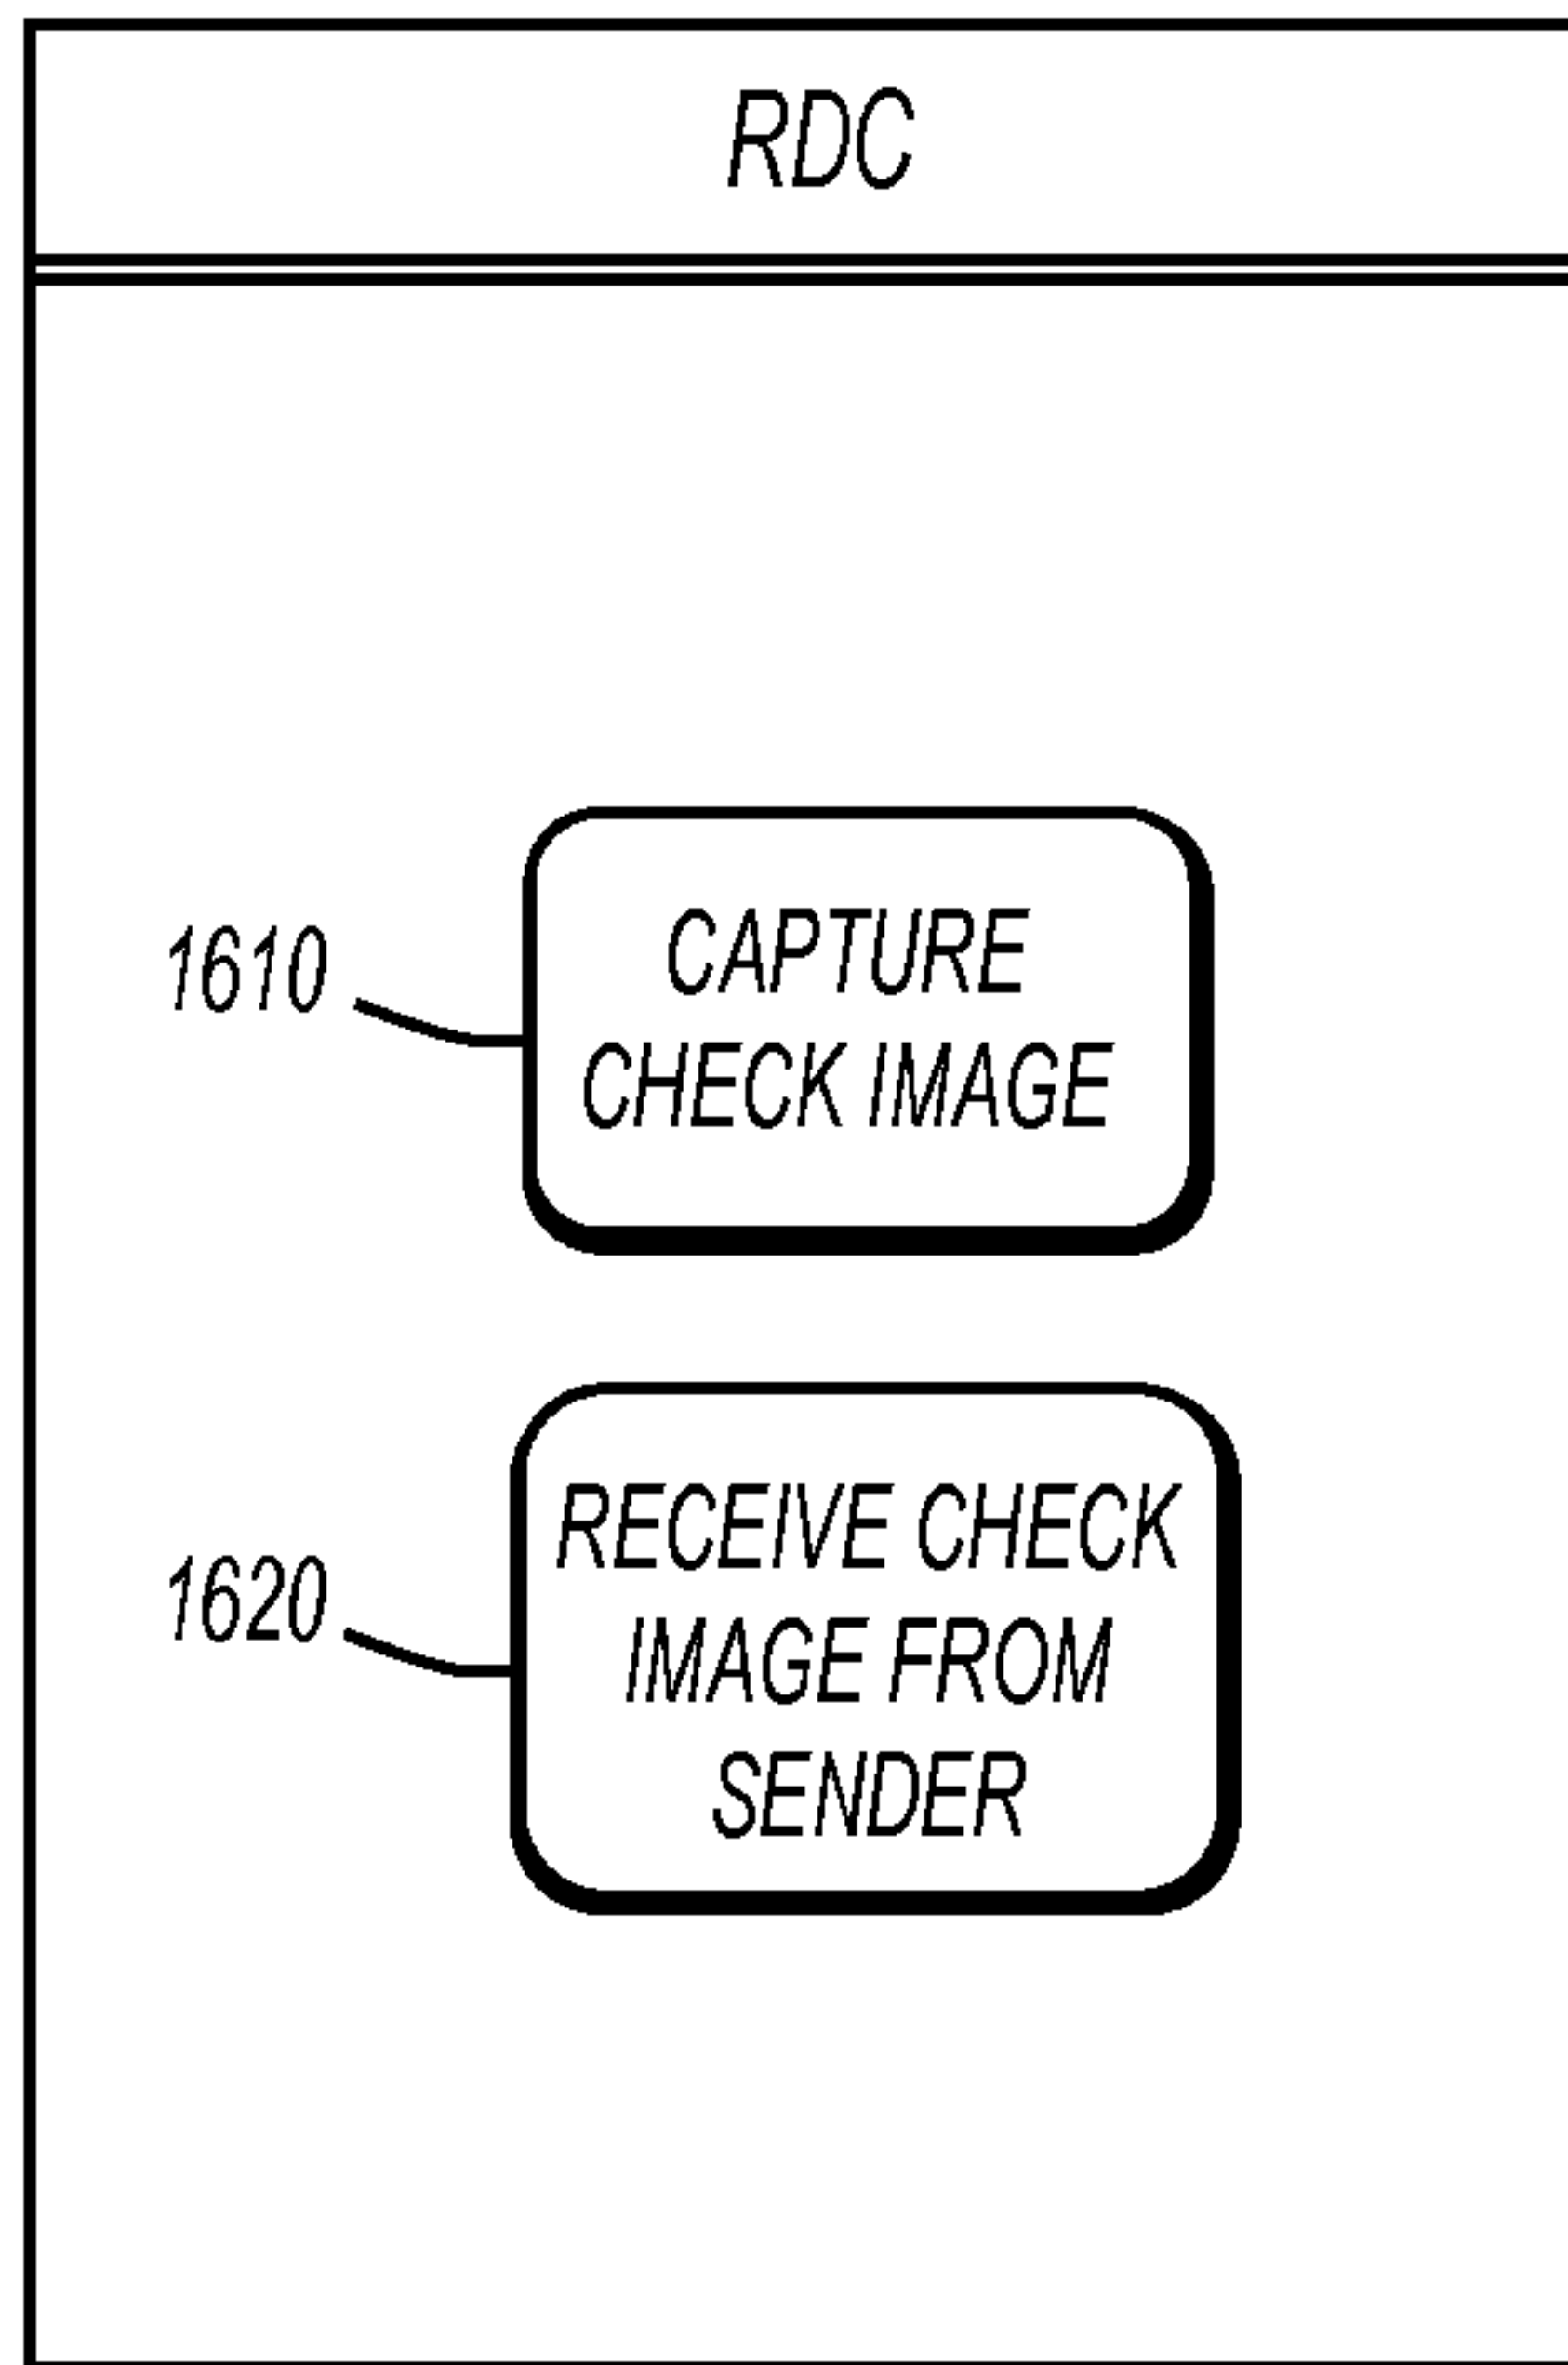 RDC
1610
CAPTURE
CHECK IMAGE
1620
RECEIVE CHECK
IMAGE FROM
SENDER